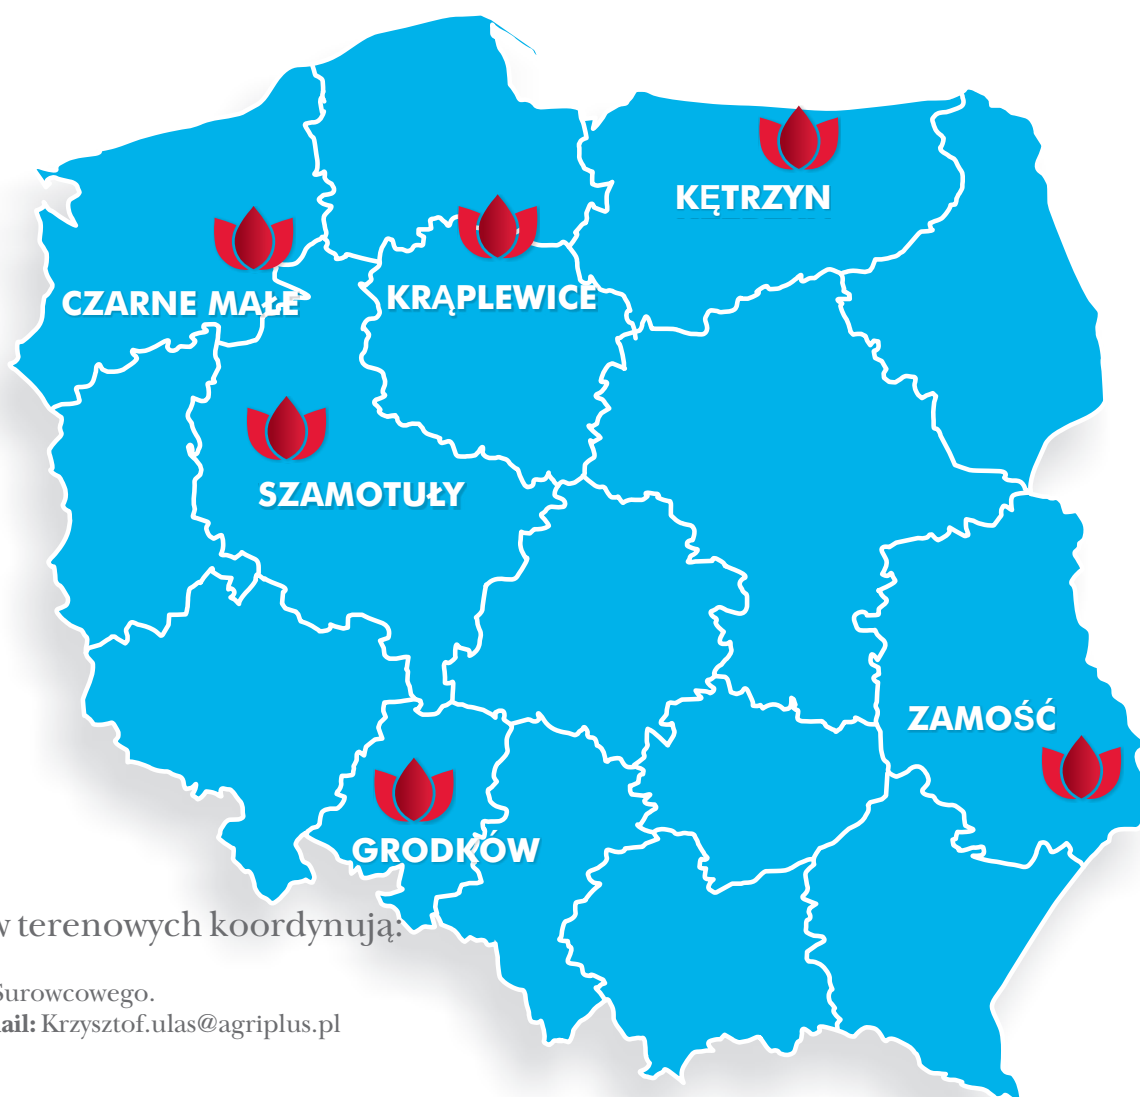 KĘTRZYN
CZARNE MAŁE
KRĄPLEWICE
SZAMOTUŁY
ZAMOŚĆ
GRODKÓW
w terenowych koordynują:
Surowcowego.
ail: Krzysztof.ulas@agriplus.pl